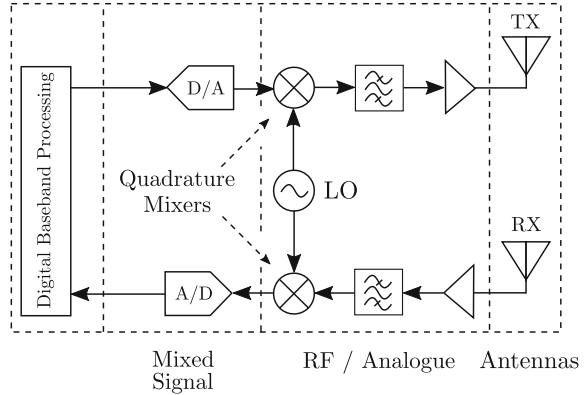 TX
D/A
Digital Baseband Processing
Quadrature
Mixers
LO
RX
A/D
Mixed
Signal
RF / Analogue
Antennas